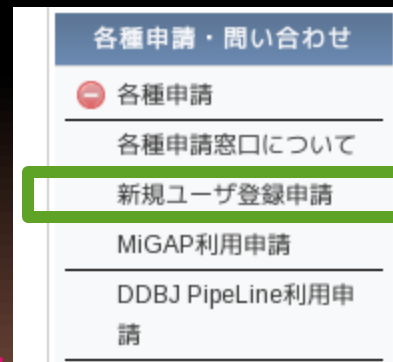 各種申請・問い合わせ
各種申請
各種申請窓口について
新規ユーザ登録申請
MiGAP利用申請
DDBJ PipeLine利用申
請